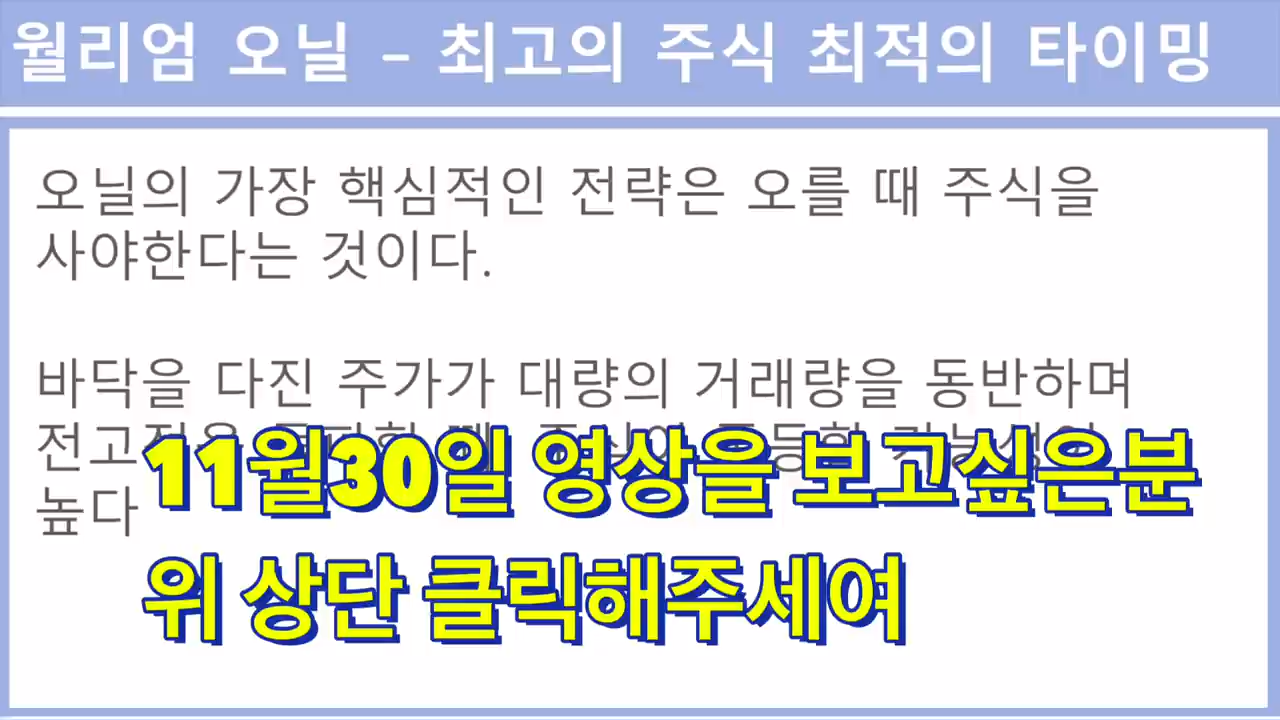 월리엄 오닐 – 최고의 주식 최적의 타이밍
오닐의 가장 핵심적인 전략은 오를 때 주식을
사야한다는 것이다.
바닥을 다진 주가가 대량의 거래량을 동반하며
전고점을
높다
11월30일 영상을 보고싶은분
위 상단 클릭해주세여